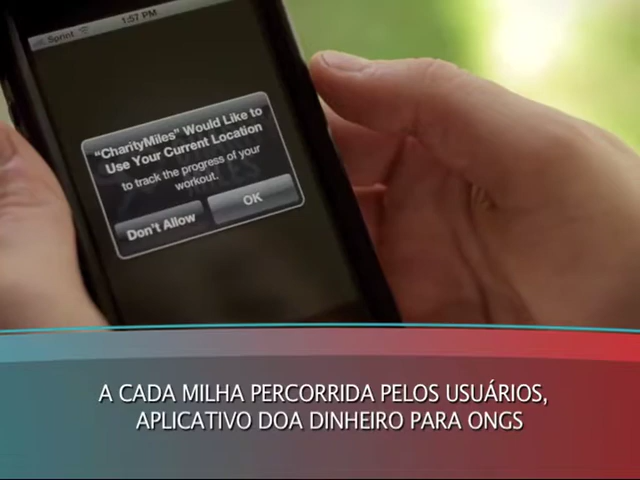 Sprint 1:57 PM
"CharityMiles" Would Like to
Use Your Current Location
to track the progress of your
workout.
Don't Allow OK
A CADA MILHA PERCORRIDA PELOS USUÁRIOS,
APLICATIVO DOA DINHEIRO PARA ONGS